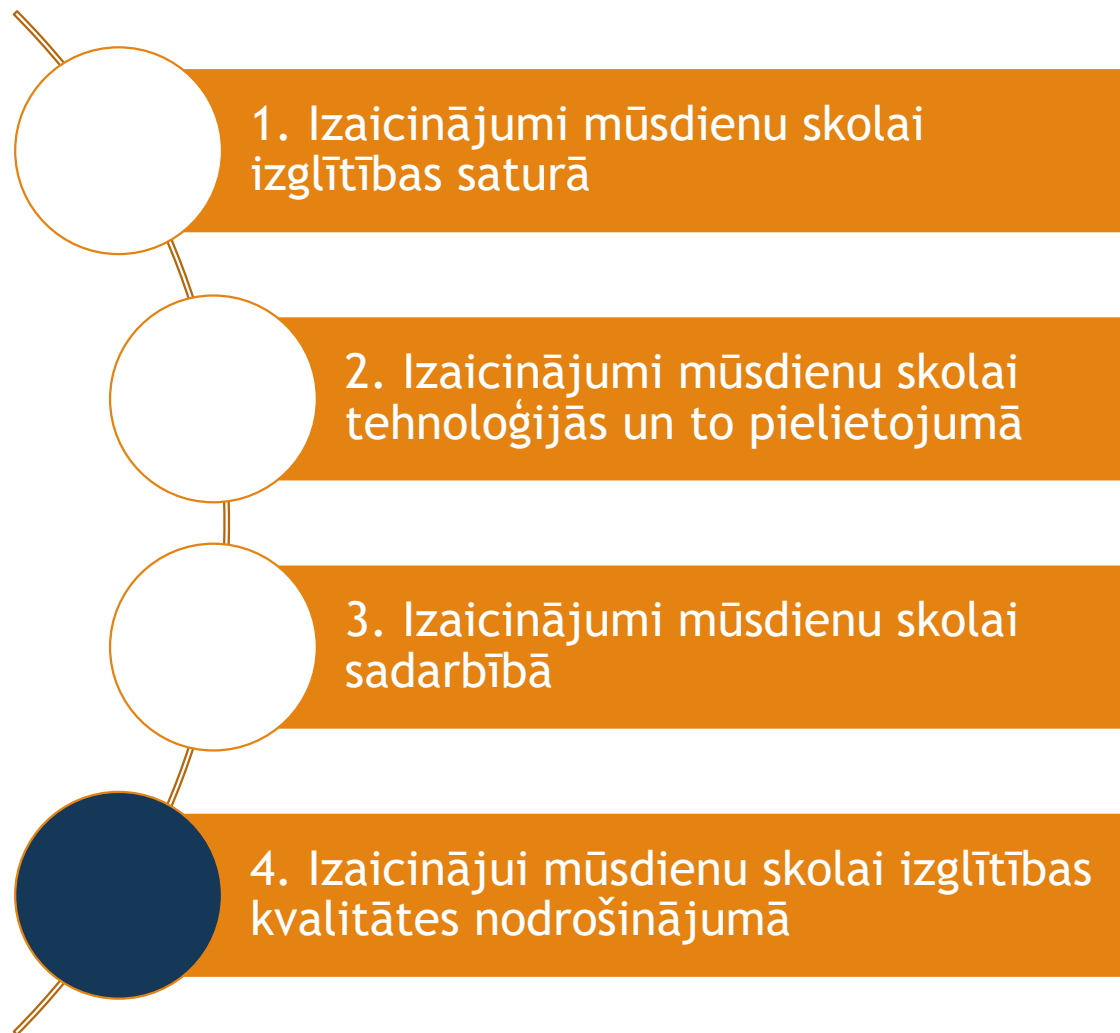 1. Izaicinājumi mūsdienu skolai
izglītības saturā
2. Izaicinājumi mūsdienu skolai
tehnoloģijās un to pielietojumā
3. Izaicinājumi mūsdienu skolai
sadarbībā
4. Izaicinājui mūsdienu skolai izglītības
kvalitātes nodrošinājumā